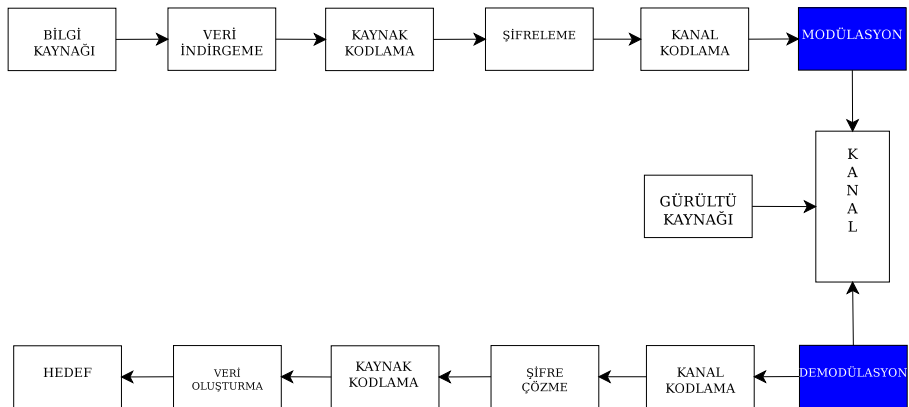 BİLGİ
KAYNAĞI
VERİ
İNDİRGEME
KAYNAK
KODLAMA
ŞİFRELEME
KANAL
KODLAMA
MODÜLASYON
K
A
N
A
L
GÜRÜLTÜ
KAYNAĞI
HEDEF
VERİ
OLUŞTURMA
KAYNAK
KODLAMA
ŞİFRE
ÇÖZME
KANAL
KODLAMA
DEMODÜLASYON